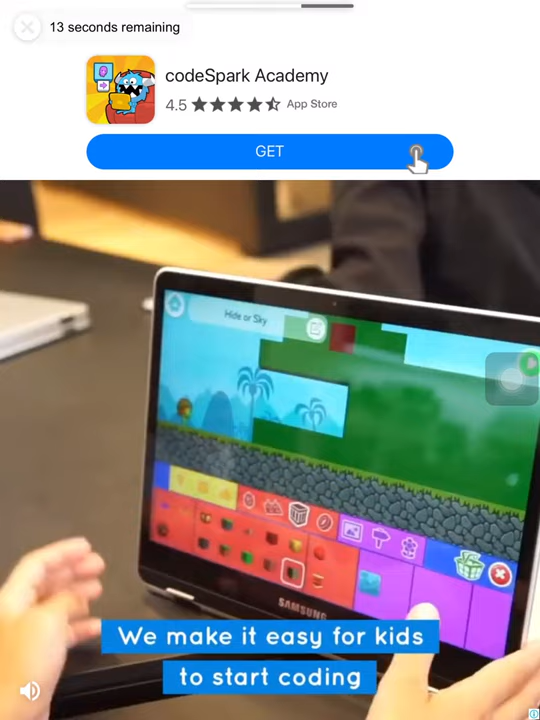 13 seconds remaining
codeSpark Academy
4.5 App Store
GET
Hide or Sky
SAMSUNG
We make it easy for kids
to start coding